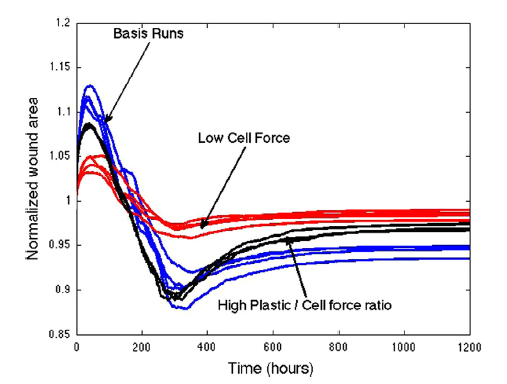 1.2
Basis Runs
1.15
1.1
Low Cell Force
1.05
1
0.95
0.9
High Plastic / Cell force ratio
0.85
0 200 400 600 800 1000 1200
Time (hours)
Normalized wound area